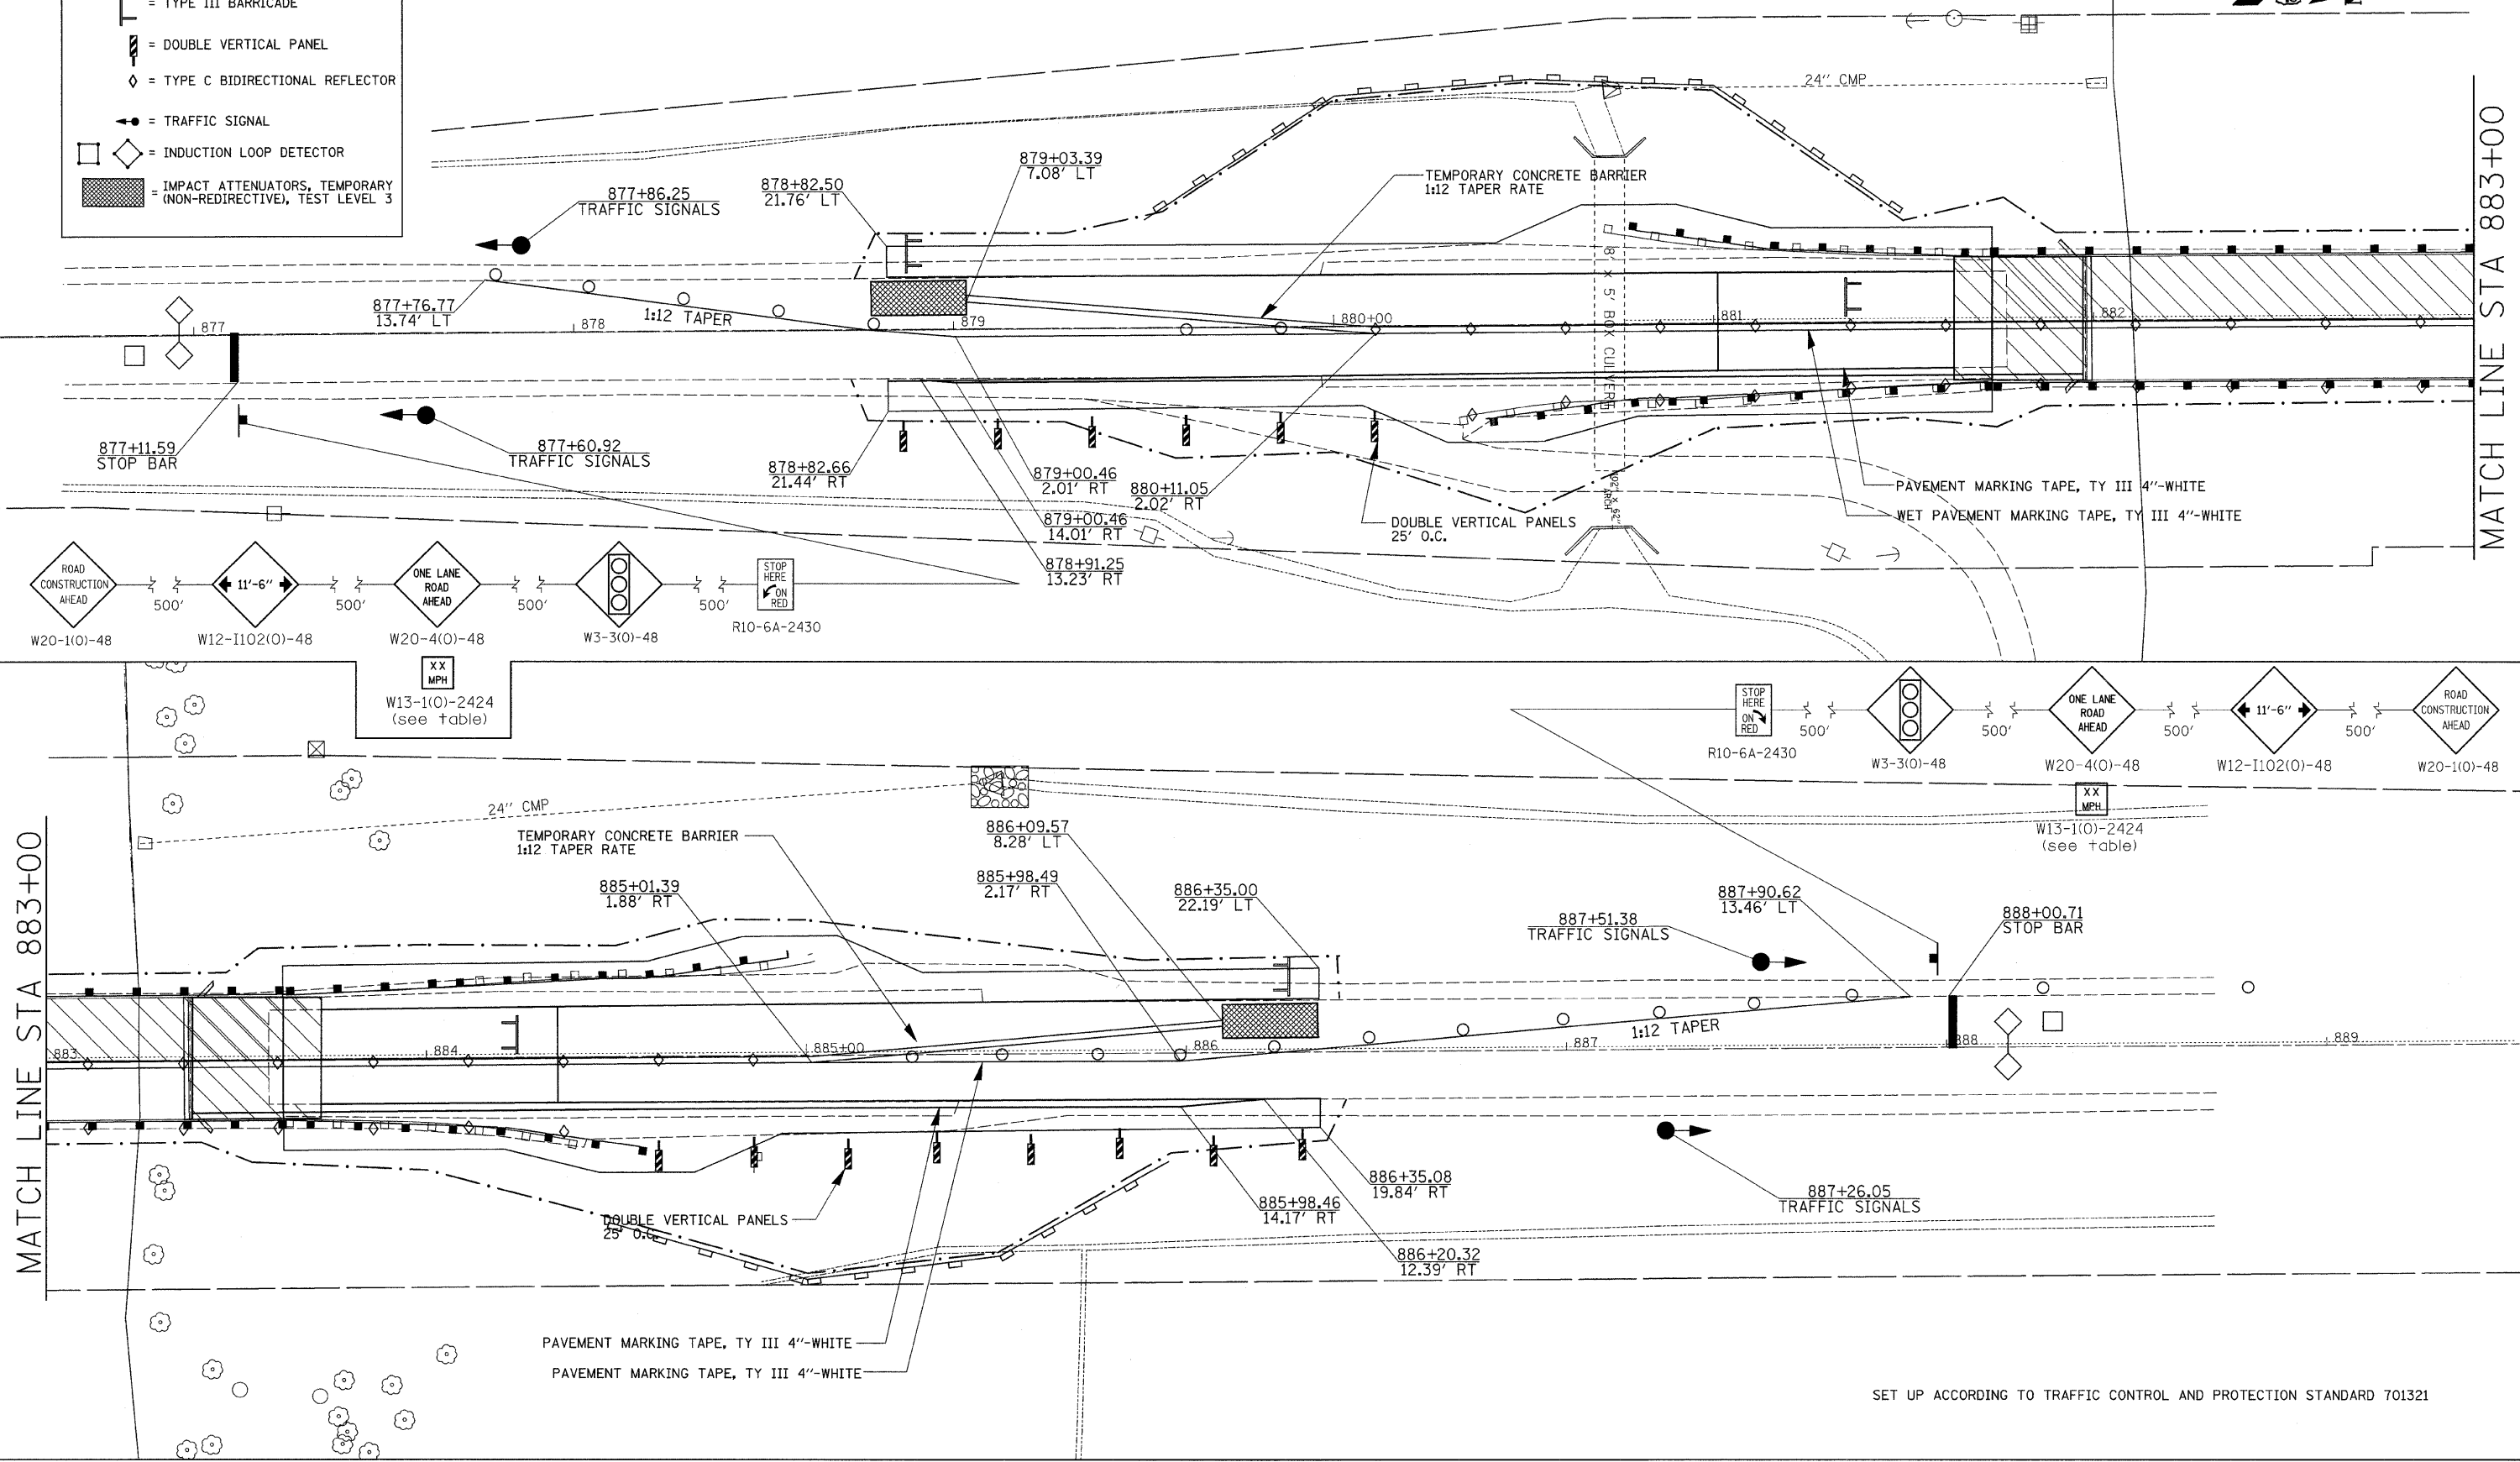 = TYPE III BARRICADE
= DOUBLE VERTICAL PANEL
= TYPE C BIDIRECTIONAL REFLECTOR
= TRAFFIC SIGNAL
= INDUCTION LOOP DETECTOR
= IMPACT ATTENUATORS, TEMPORARY
(NON-REDIRECTIVE), TEST LEVEL 3
24" CMP
879+03.39
7.08' LT
878+82.50
21.76' LT
877+86.25
TRAFFIC SIGNALS
TEMPORARY CONCRETE BARRIER
1:12 TAPER RATE
877+76.77
13.74' LT
1:12 TAPER
877
878
879
880+00
881
882
8' x 5' BOX CULVERT
MATCH LINE STA 883+00
877+11.59
STOP BAR
877+60.92
TRAFFIC SIGNALS
878+82.66
21.44' RT
879+00.46
2.01' RT
880+11.05
2.02' RT
879+00.46
14.01' RT
878+91.25
13.23' RT
DOUBLE VERTICAL PANELS
25' O.C.
102" x 62"
ARCH
PAVEMENT MARKING TAPE, TY III 4"-WHITE
WET PAVEMENT MARKING TAPE, TY III 4"-WHITE
ROAD
CONSTRUCTION
AHEAD
500'
11'-6"
500'
ONE LANE
ROAD
AHEAD
500'
500'
STOP
HERE
ON
RED
W20-1(O)-48
W12-I102(O)-48
W20-4(O)-48
W3-3(O)-48
R10-6A-2430
XX
MPH
W13-1(O)-2424
(see table)
STOP
HERE
ON
RED
500'
500'
ONE LANE
ROAD
AHEAD
500'
11'-6"
500'
ROAD
CONSTRUCTION
AHEAD
R10-6A-2430
W3-3(O)-48
W20-4(O)-48
W12-I102(O)-48
W20-1(O)-48
XX
MPH
W13-1(O)-2424
(see table)
MATCH LINE STA 883+00
24" CMP
TEMPORARY CONCRETE BARRIER
1:12 TAPER RATE
885+01.39
1.88' RT
886+09.57
8.28' LT
885+98.49
2.17' RT
886+35.00
22.19' LT
887+51.38
TRAFFIC SIGNALS
887+90.62
13.46' LT
888+00.71
STOP BAR
1:12 TAPER
883
884
885+00
886
887
888
889
DOUBLE VERTICAL PANELS
25' O.C.
886+35.08
19.84' RT
885+98.46
14.17' RT
886+20.32
12.39' RT
887+26.05
TRAFFIC SIGNALS
PAVEMENT MARKING TAPE, TY III 4"-WHITE
PAVEMENT MARKING TAPE, TY III 4"-WHITE
SET UP ACCORDING TO TRAFFIC CONTROL AND PROTECTION STANDARD 701321